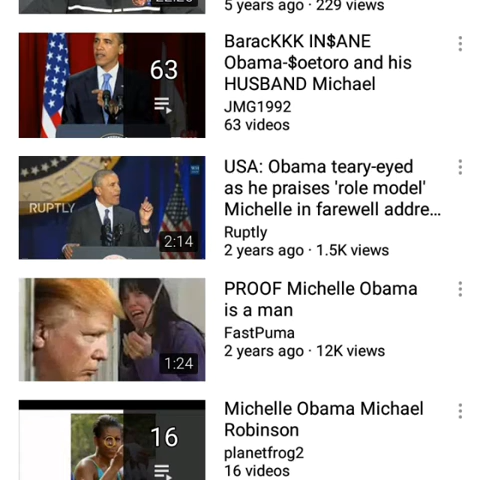 5 years ago · 229 views
63
BaracKKK IN$ANE
Obama-$oetoro and his
HUSBAND Michael
JMG1992
63 videos
RUPTLY
2:14
USA: Obama teary-eyed
as he praises 'role model'
Michelle in farewell addre...
Ruptly
2 years ago · 1.5K views
1:24
PROOF Michelle Obama
is a man
FastPuma
2 years ago · 12K views
16
Michelle Obama Michael
Robinson
planetfrog2
16 videos